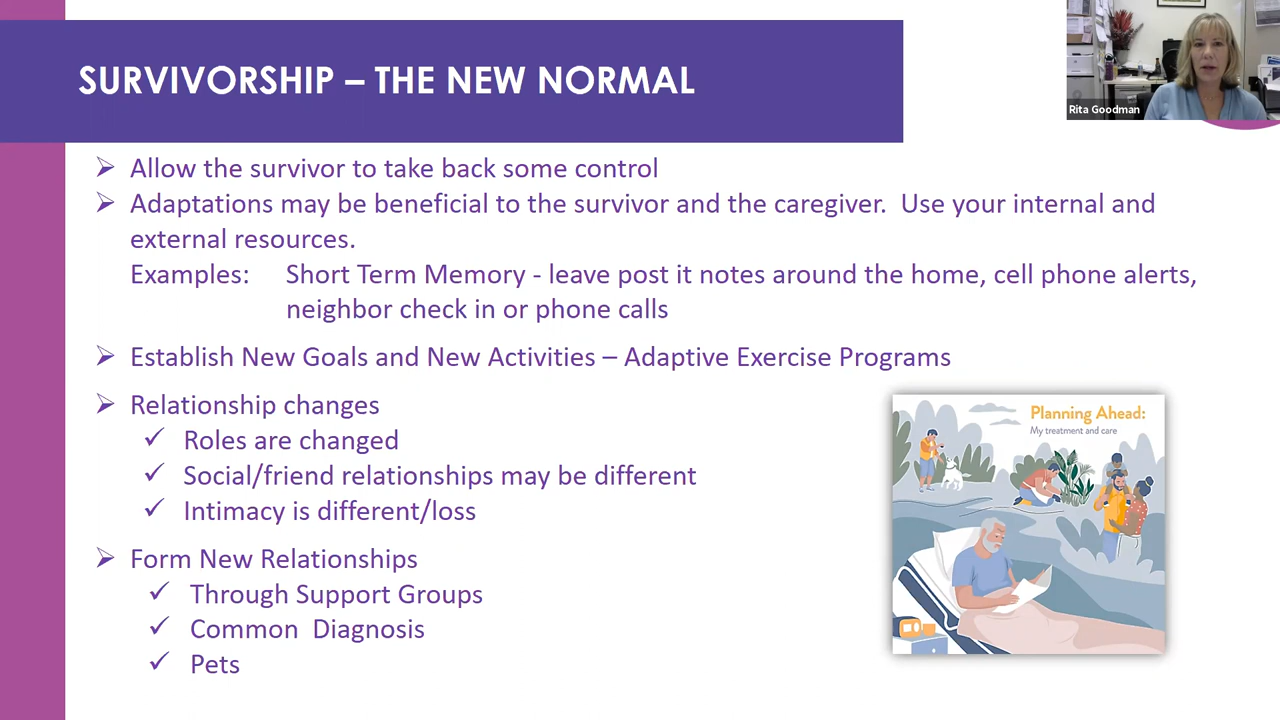 SURVIVORSHIP – THE NEW NORMAL
Rita Goodman
➢ Allow the survivor to take back some control
➢ Adaptations may be beneficial to the survivor and the caregiver.  Use your internal and
external resources.
Examples: Short Term Memory - leave post it notes around the home, cell phone alerts,
neighbor check in or phone calls
➢ Establish New Goals and New Activities – Adaptive Exercise Programs
➢ Relationship changes
✓ Roles are changed
✓ Social/friend relationships may be different
✓ Intimacy is different/loss
➢ Form New Relationships
✓ Through Support Groups
✓ Common  Diagnosis
✓ Pets
Planning Ahead:
My treatment and care